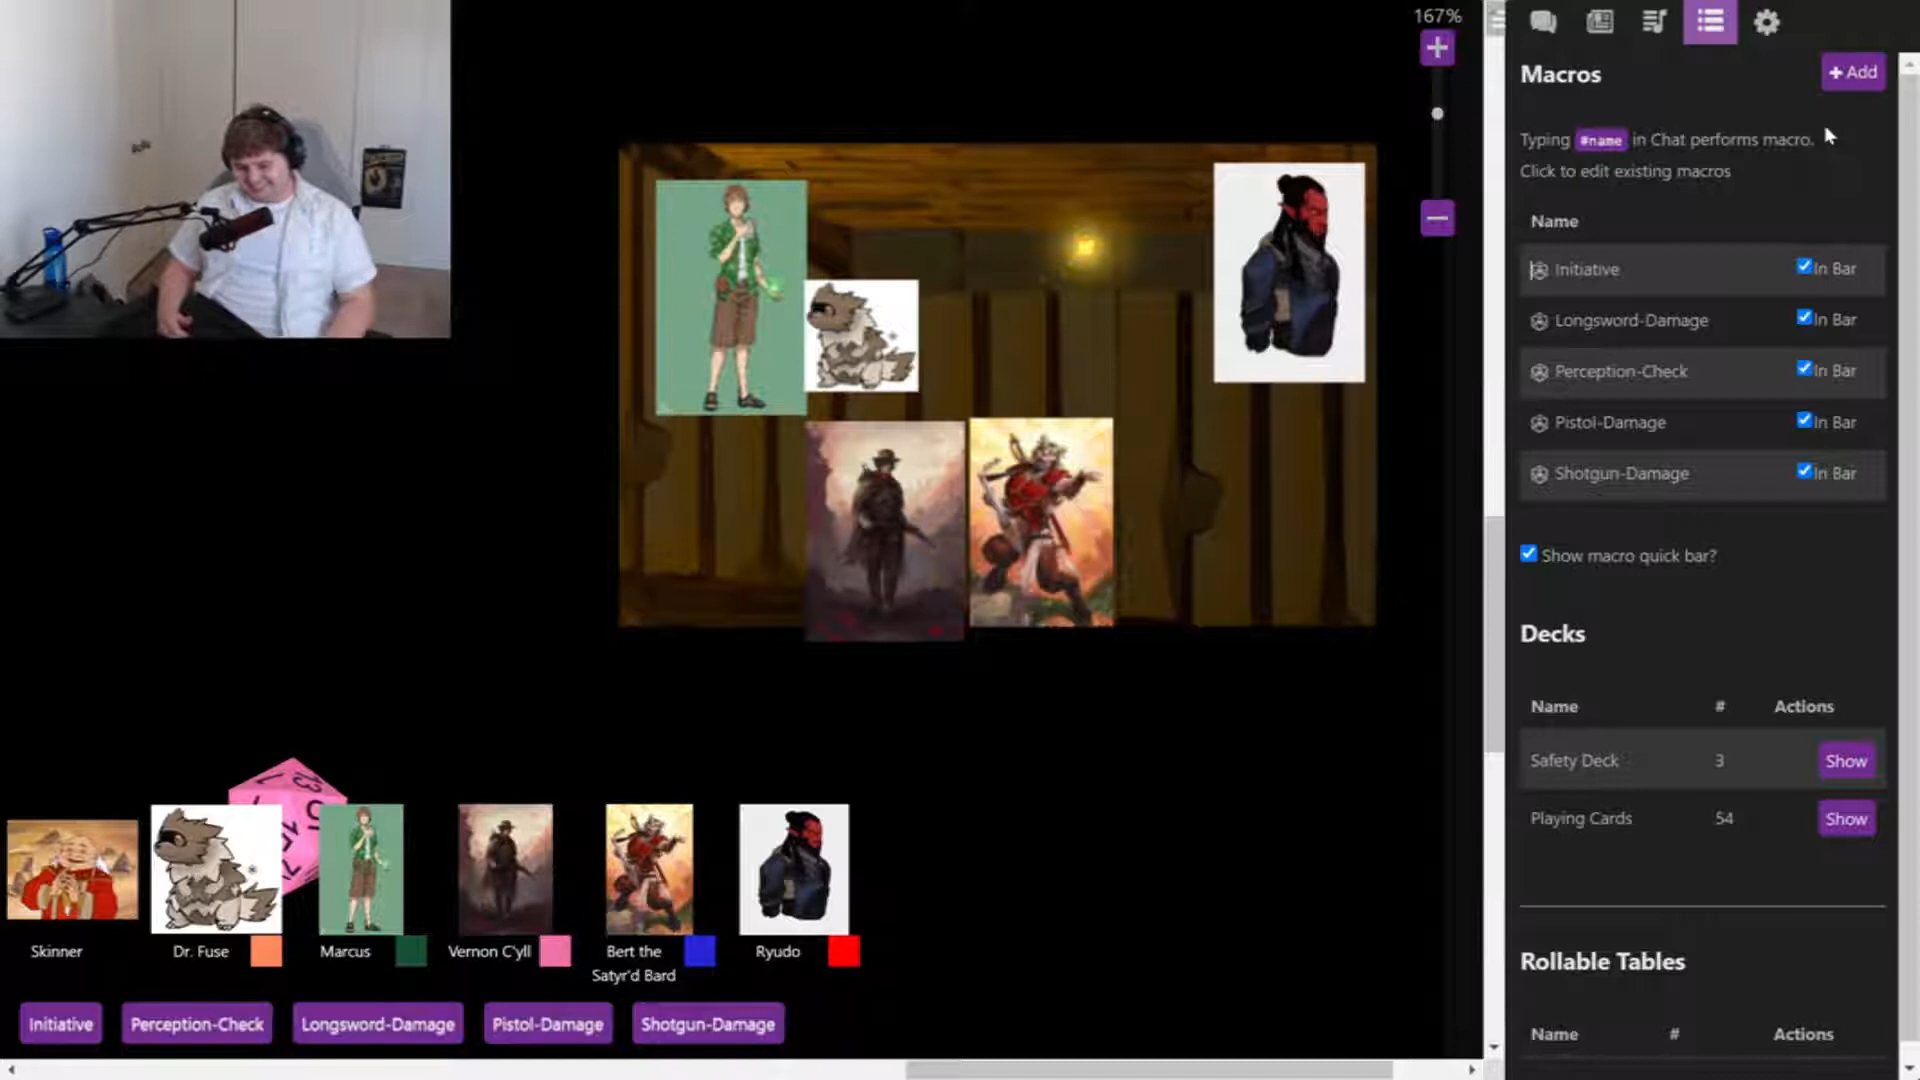 167%
Macros
+ Add
Typing #name in Chat performs macro.
Click to edit existing macros
Name
Initiative In Bar
Longsword-Damage In Bar
Perception-Check In Bar
Pistol-Damage In Bar
Shotgun-Damage In Bar
Show macro quick bar?
Decks
Name # Actions
Safety Deck 3 Show
Playing Cards 54 Show
Rollable Tables
Name # Actions
13
Skinner
Dr. Fuse
Marcus
Vernon C'yll
Bert the
Satyr'd Bard
Ryudo
Initiative
Perception-Check
Longsword-Damage
Pistol-Damage
Shotgun-Damage